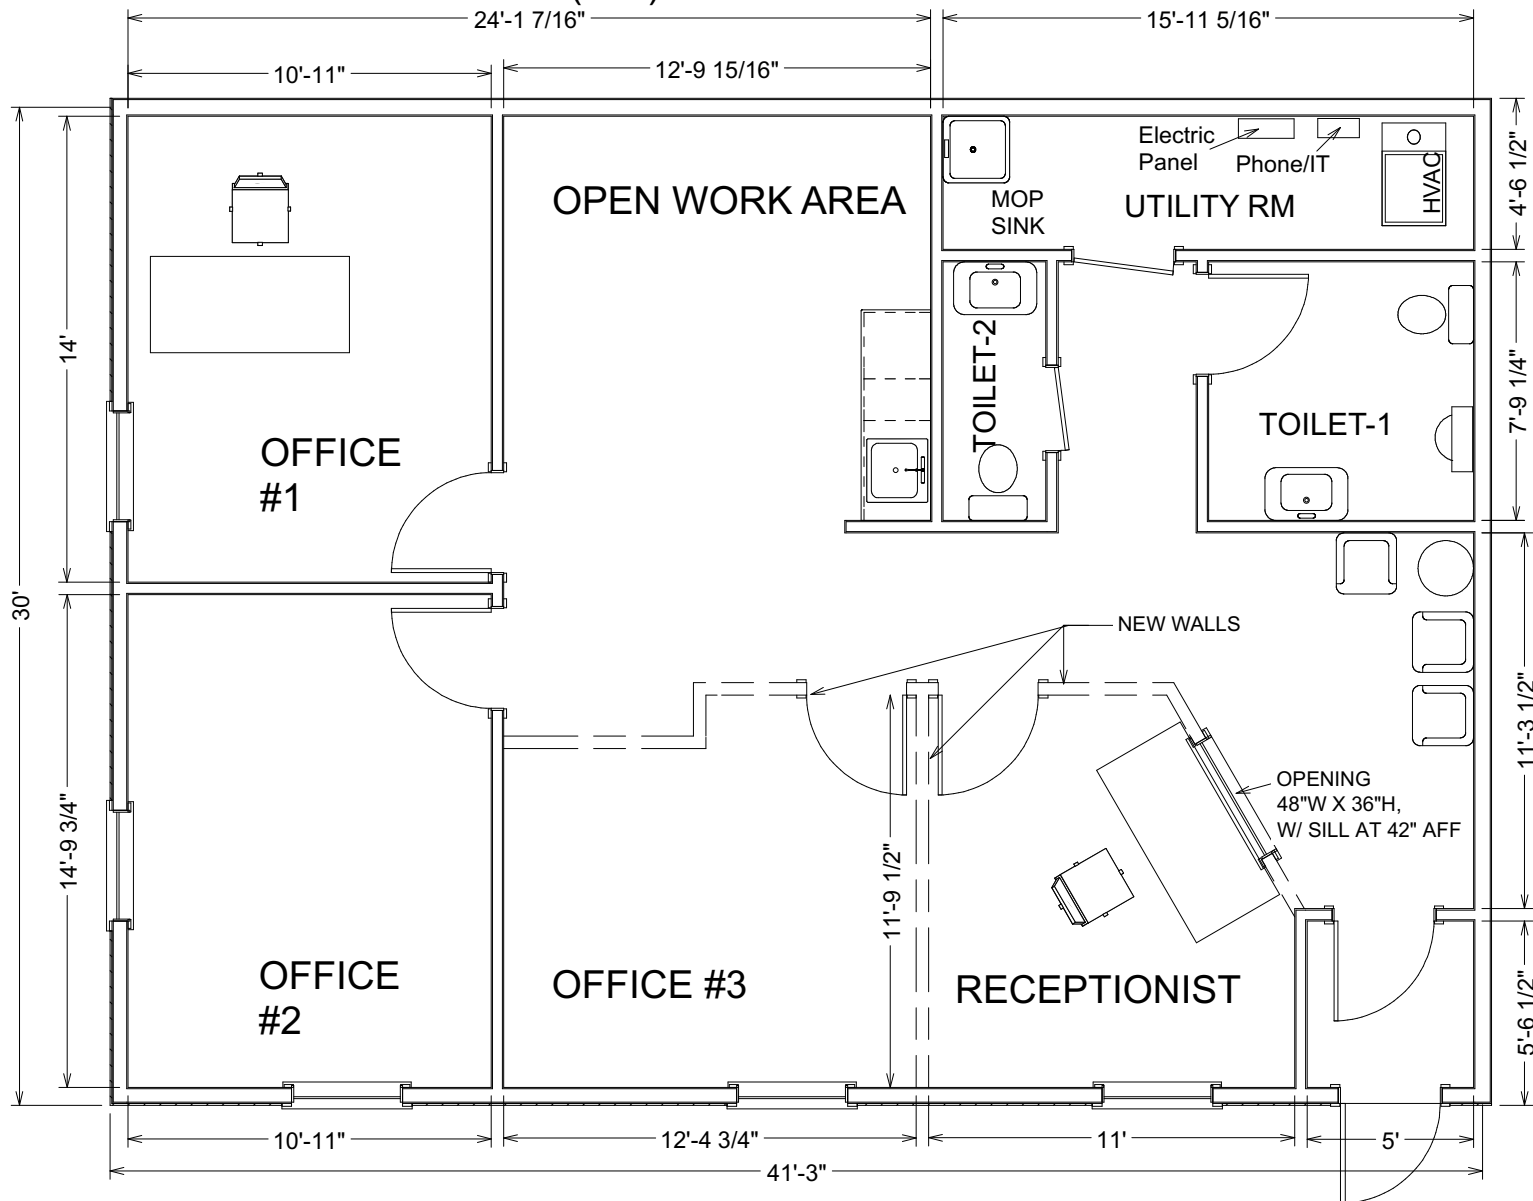 24'-1 7/16"
15'-11 5/16"
10'-11"
12'-9 15/16"
Electric
Panel
Phone/IT
HVAC
4'-6 1/2"
OPEN WORK AREA
MOP
SINK
UTILITY RM
14'
TOILET-2
TOILET-1
7'-9 1/4"
OFFICE
#1
30'
NEW WALLS
11'-3 1/2"
OPENING
48"W X 36"H,
W/ SILL AT 42" AFF
14'-9 3/4"
11'-9 1/2"
OFFICE
#2
OFFICE #3
RECEPTIONIST
5'-6 1/2"
10'-11"
12'-4 3/4"
11'
5'
41'-3"